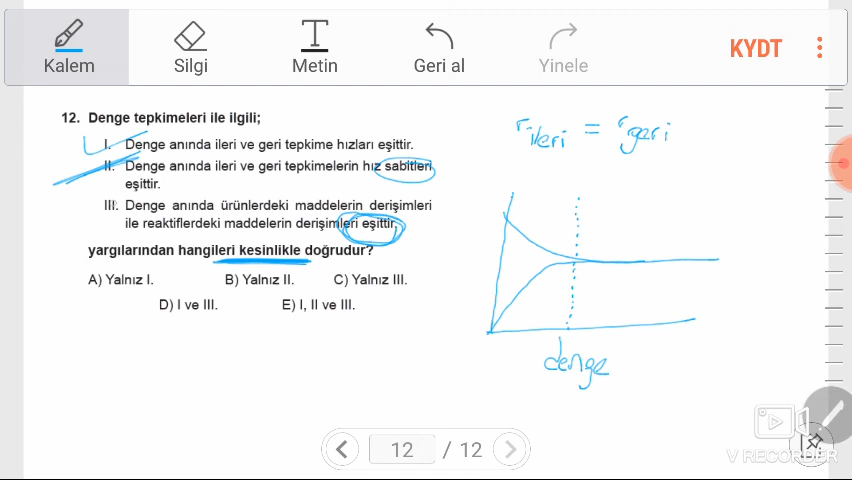 Kalem
Silgi
Metin
Geri al
Yinele
KYDT
12. Denge tepkimeleri ile ilgili;
I. Denge anında ileri ve geri tepkime hızları eşittir.
II. Denge anında ileri ve geri tepkimelerin hız sabitleri
eşittir.
III. Denge anında ürünlerdeki maddelerin derişimleri
ile reaktiflerdeki maddelerin derişimleri eşittir.
yargılarından hangileri kesinlikle doğrudur?
A) Yalnız I.
B) Yalnız II.
C) Yalnız III.
D) I ve III.
E) I, II ve III.
rileri = rgeri
denge
12 / 12
V RECORDER